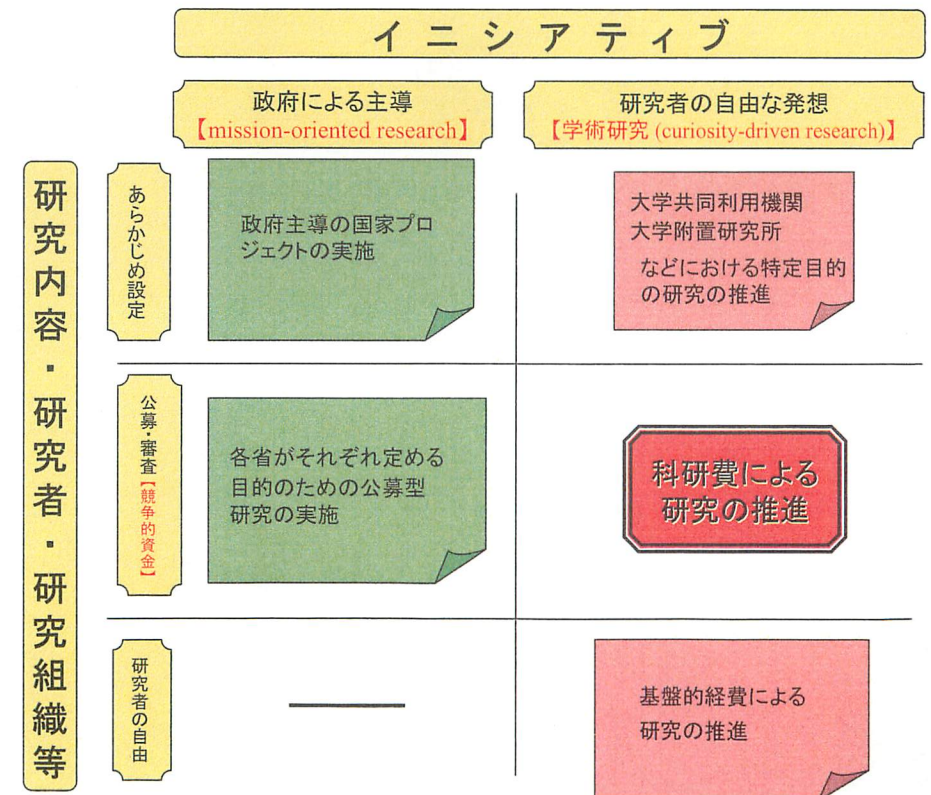 イニシアティブ
政府による主導
【mission-oriented research】
研究者の自由な発想
【学術研究 (curiosity-driven research)】
研究内容・研究者・研究組織等
あらかじめ設定
政府主導の国家プロ
ジェクトの実施
大学共同利用機関
大学附置研究所
などにおける特定目的
の研究の推進
公募・審査【競争的資金】
各省がそれぞれ定める
目的のための公募型
研究の実施
科研費による
研究の推進
研究者の自由
基盤的経費による
研究の推進